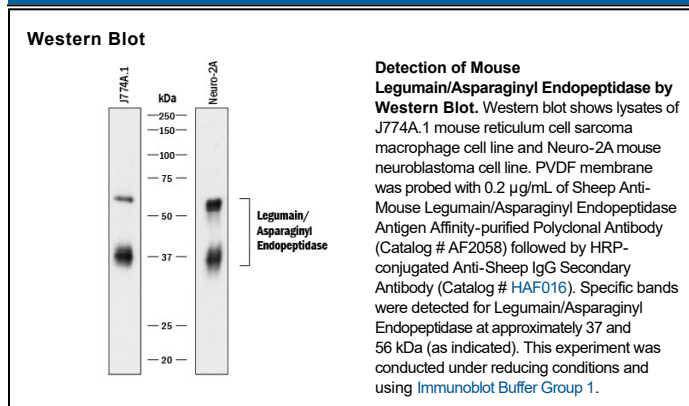 Western Blot
J774A.1
kDa
Neuro-2A
250
150
100
75
50
37
25
20
Legumain/
Asparaginyl
Endopeptidase
Detection of Mouse
Legumain/Asparaginyl Endopeptidase by
Western Blot. Western blot shows lysates of
J774A.1 mouse reticulum cell sarcoma
macrophage cell line and Neuro-2A mouse
neuroblastoma cell line. PVDF membrane
was probed with 0.2 µg/mL of Sheep Anti-
Mouse Legumain/Asparaginyl Endopeptidase
Antigen Affinity-purified Polyclonal Antibody
(Catalog # AF2058) followed by HRP-
conjugated Anti-Sheep IgG Secondary
Antibody (Catalog # HAF016). Specific bands
were detected for Legumain/Asparaginyl
Endopeptidase at approximately 37 and
56 kDa (as indicated). This experiment was
conducted under reducing conditions and
using Immunoblot Buffer Group 1.